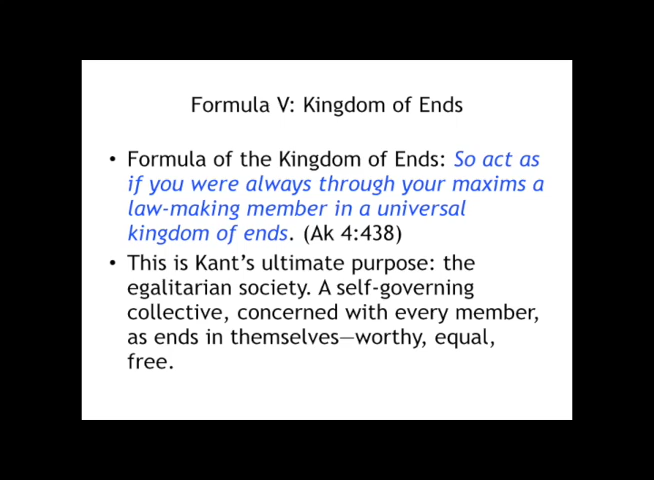 Formula V: Kingdom of Ends
• Formula of the Kingdom of Ends: So act as
if you were always through your maxims a
law-making member in a universal
kingdom of ends. (Ak 4:438)
• This is Kant’s ultimate purpose: the
egalitarian society. A self-governing
collective, concerned with every member,
as ends in themselves—worthy, equal,
free.